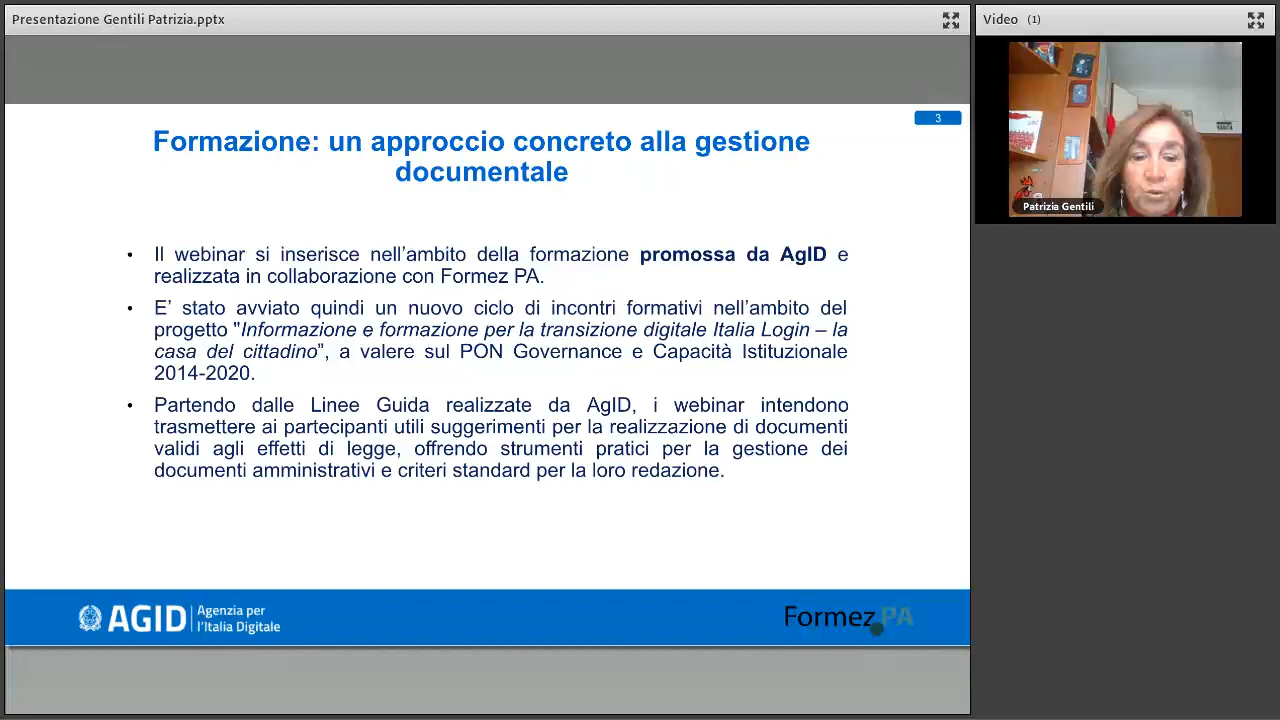 Presentazione Gentili Patrizia.pptx
Video (1)
3
Formazione: un approccio concreto alla gestione
documentale
• Il webinar si inserisce nell’ambito della formazione promossa da AgID e
realizzata in collaborazione con Formez PA.
• E’ stato avviato quindi un nuovo ciclo di incontri formativi nell’ambito del
progetto "Informazione e formazione per la transizione digitale Italia Login – la
casa del cittadino”, a valere sul PON Governance e Capacità Istituzionale
2014-2020.
• Partendo dalle Linee Guida realizzate da AgID, i webinar intendono
trasmettere ai partecipanti utili suggerimenti per la realizzazione di documenti
validi agli effetti di legge, offrendo strumenti pratici per la gestione dei
documenti amministrativi e criteri standard per la loro redazione.
AGID Agenzia per
l’Italia Digitale
Formez PA
Patrizia Gentili